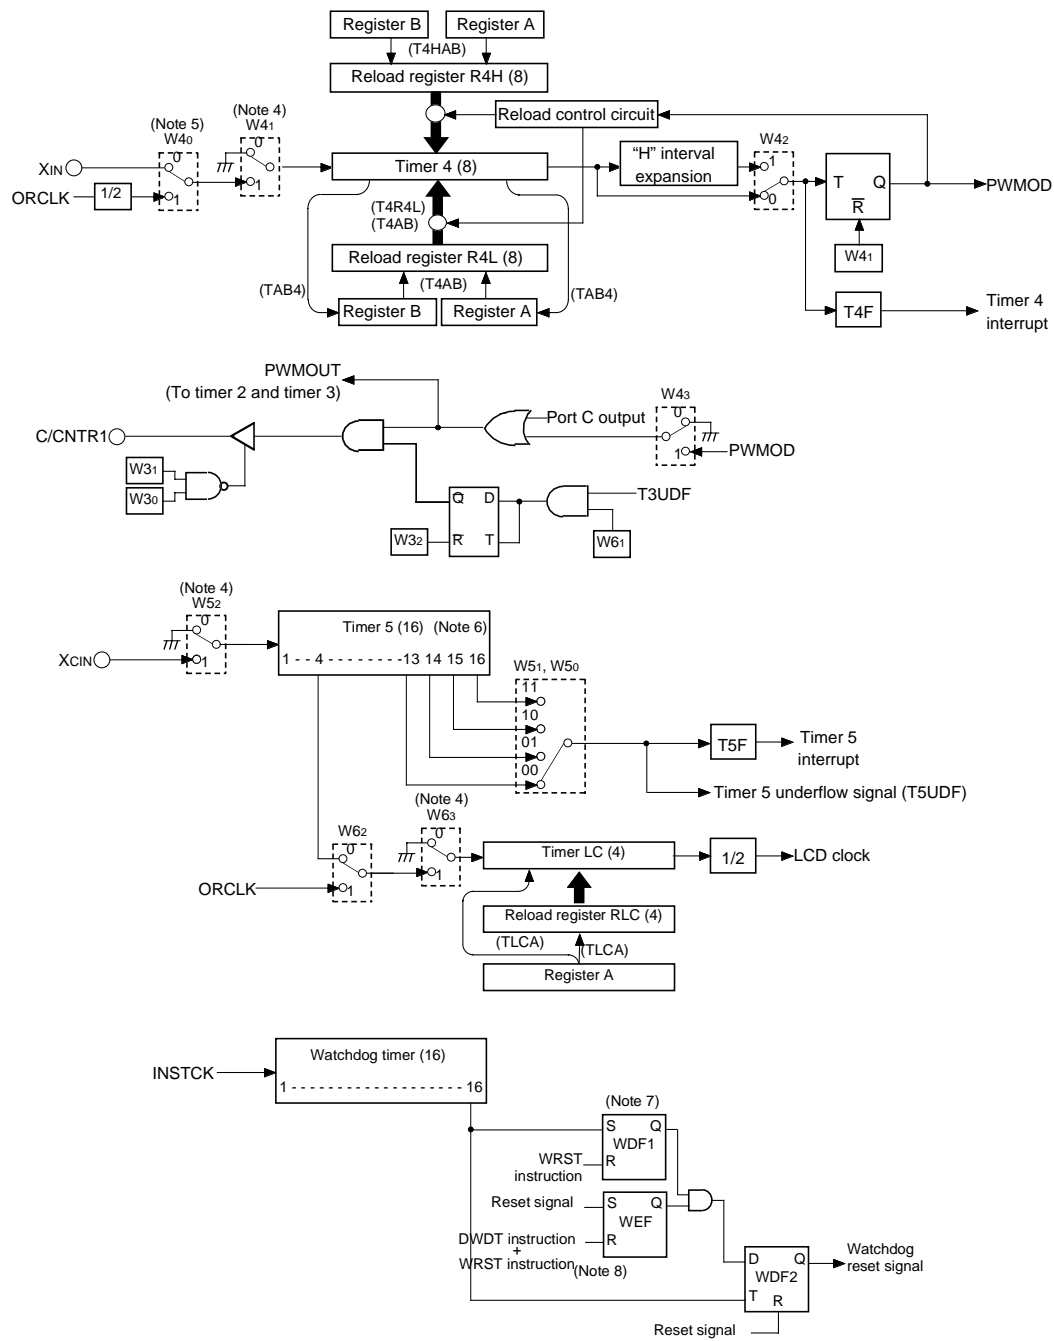 Register B
Register A
(T4HAB)
Reload register R4H (8)
Reload control circuit
(Note 5)
W40
(Note 4)
W41
0
1
0
1
XIN
ORCLK
1/2
Timer 4 (8)
"H" interval
expansion
W42
1
0
T Q
R
PWMOD
W41
(T4R4L)
(T4AB)
Reload register R4L (8)
(TAB4)
(T4AB)
(TAB4)
Register B
Register A
T4F
Timer 4
interrupt
PWMOUT
(To timer 2 and timer 3)
Port C output
W43
0
1
PWMOD
C/CNTR1
W31
W30
Q D
R T
W32
T3UDF
W61
(Note 4)
W52
0
1
XCIN
Timer 5 (16) (Note 6)
1 - - 4 - - - - - - - -13 14 15 16
W51, W50
11
10
01
00
T5F
Timer 5
interrupt
Timer 5 underflow signal (T5UDF)
W62
0
1
(Note 4)
W63
0
1
ORCLK
Timer LC (4)
1/2
LCD clock
Reload register RLC (4)
(TLCA)
(TLCA)
Register A
INSTCK
Watchdog timer (16)
1 - - - - - - - - - - - - - - - - - - - 16
(Note 7)
S Q
WDF1
R
WRST
instruction
Reset signal
S Q
WEF
R
DWDT instruction
+
WRST instruction
(Note 8)
D Q
WDF2
T R
Watchdog
reset signal
Reset signal